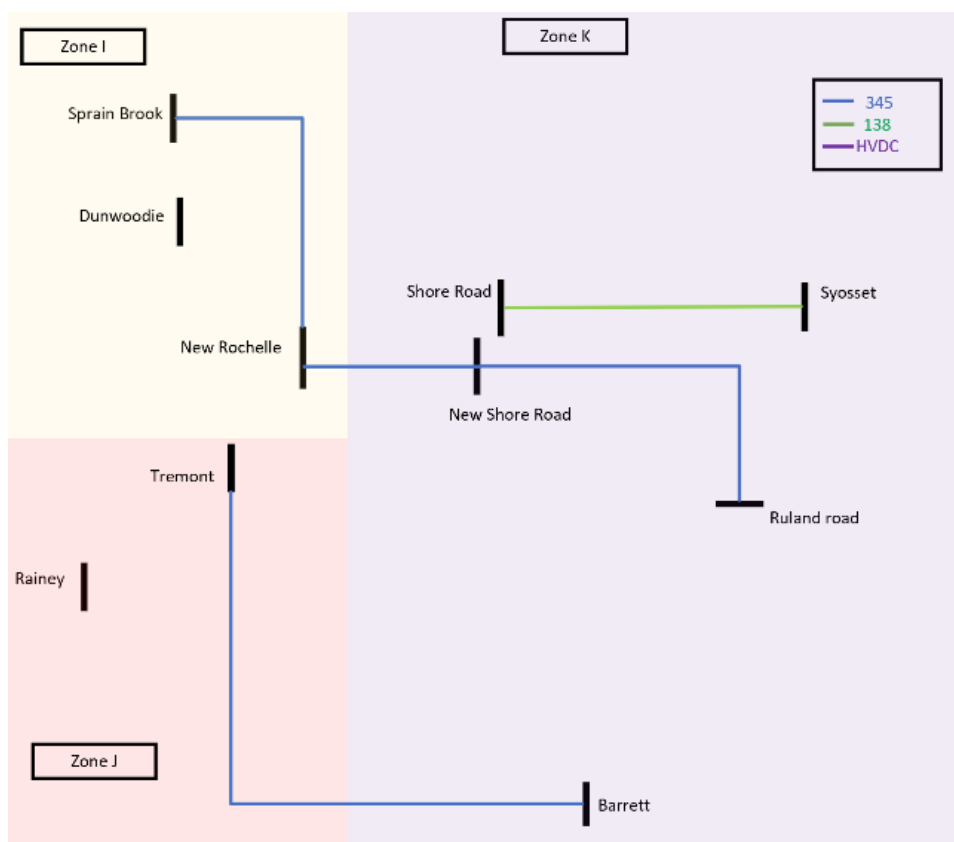 Zone I
Zone K
Sprain Brook
345
138
HVDC
Dunwoodie
Shore Road
Syosset
New Rochelle
New Shore Road
Tremont
Ruland road
Rainey
Zone J
Barrett